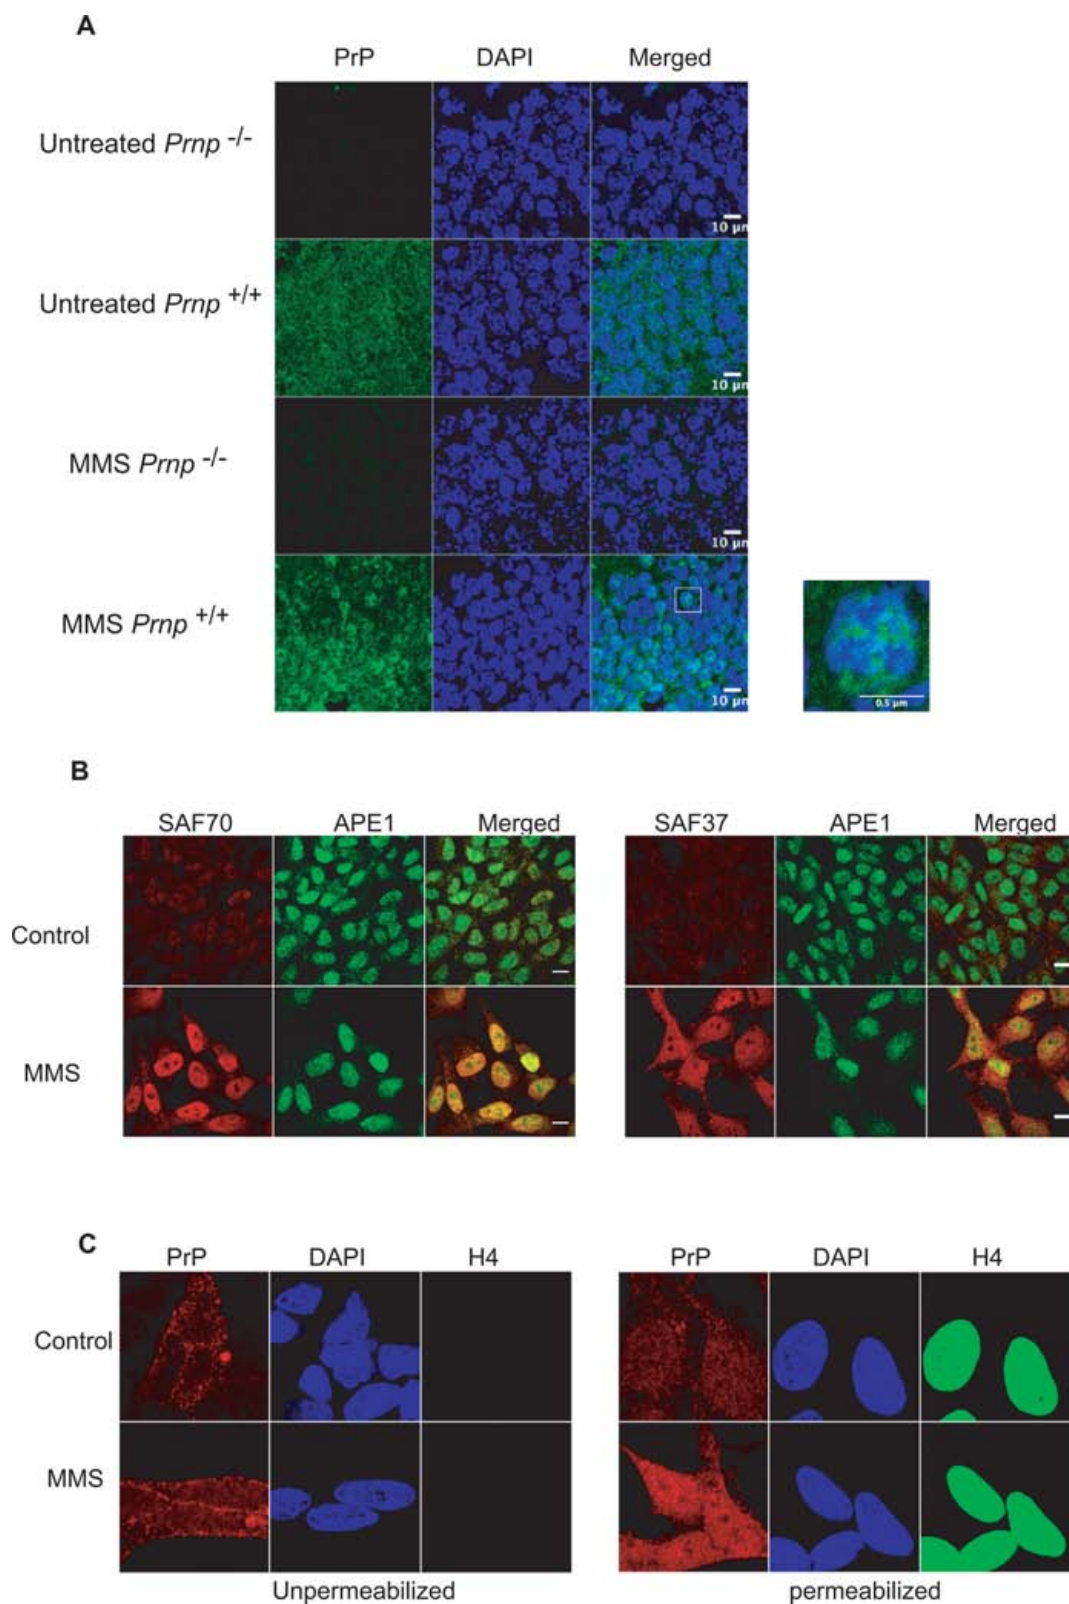 A
PrP DAPI Merged
Untreated Prnp -/-
10 µm
Untreated Prnp +/+
10 µm
MMS Prnp -/-
10 µm
MMS Prnp +/+
10 µm
0.5 µm
B
SAF70 APE1 Merged SAF37 APE1 Merged
Control
MMS
C
PrP DAPI H4 PrP DAPI H4
Control
MMS
Unpermeabilized permeabilized